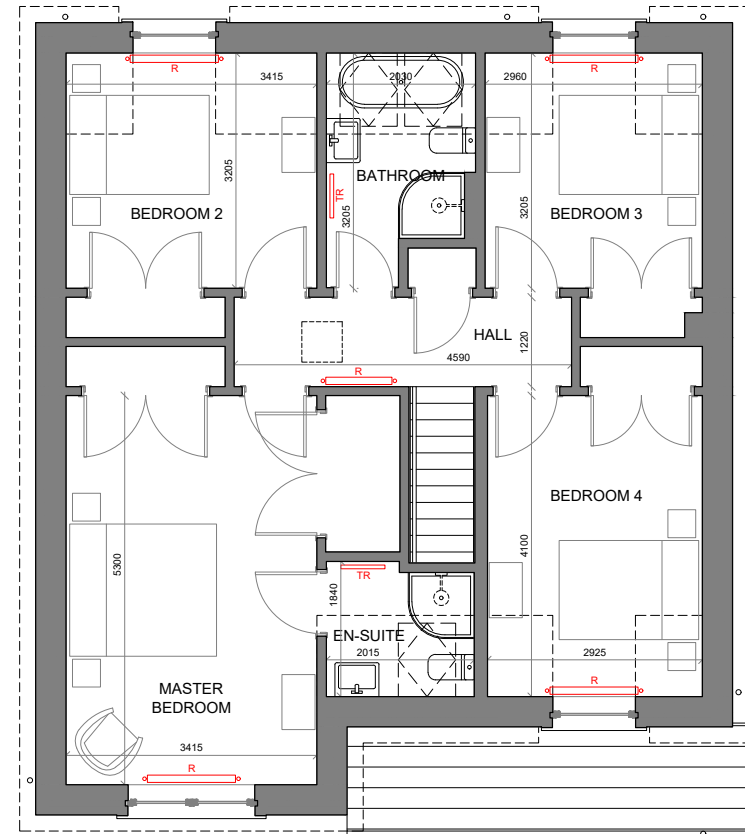 R
R
3415
2030
2960
3205
BATHROOM
TR
3205
3205
BEDROOM 2
BEDROOM 3
HALL
1220
4590
R
BEDROOM 4
4100
5300
TR
1840
EN-SUITE
2015
2925
MASTER
BEDROOM
R
3415
R